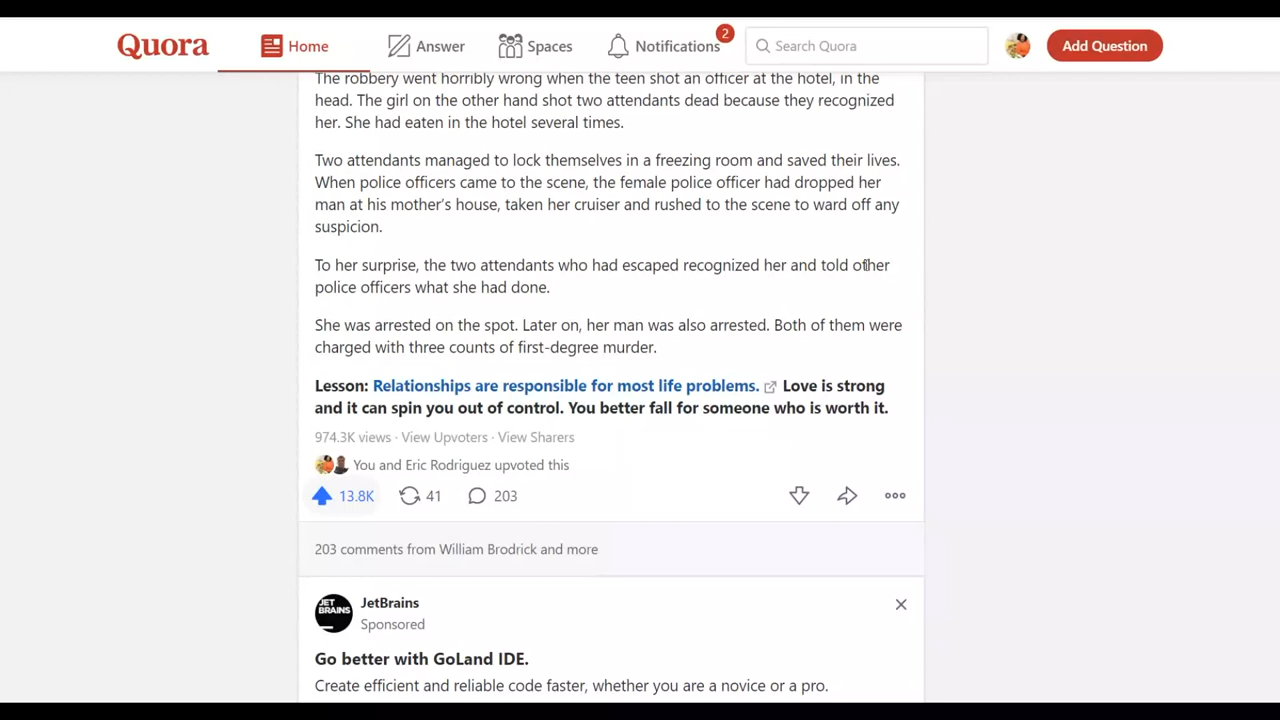 Quora
Home
Answer
Spaces
Notifications
2
Search Quora
Add Question
The robbery went horribly wrong when the teen shot an officer at the hotel, in the
head. The girl on the other hand shot two attendants dead because they recognized
her. She had eaten in the hotel several times.
Two attendants managed to lock themselves in a freezing room and saved their lives.
When police officers came to the scene, the female police officer had dropped her
man at his mother's house, taken her cruiser and rushed to the scene to ward off any
suspicion.
To her surprise, the two attendants who had escaped recognized her and told other
police officers what she had done.
She was arrested on the spot. Later on, her man was also arrested. Both of them were
charged with three counts of first-degree murder.
Lesson: Relationships are responsible for most life problems. Love is strong
and it can spin you out of control. You better fall for someone who is worth it.
974.3K views · View Upvoters · View Sharers
You and Eric Rodriguez upvoted this
13.8K
41
203
203 comments from William Brodrick and more
JET BRAINS
JetBrains
Sponsored
Go better with GoLand IDE.
Create efficient and reliable code faster, whether you are a novice or a pro.